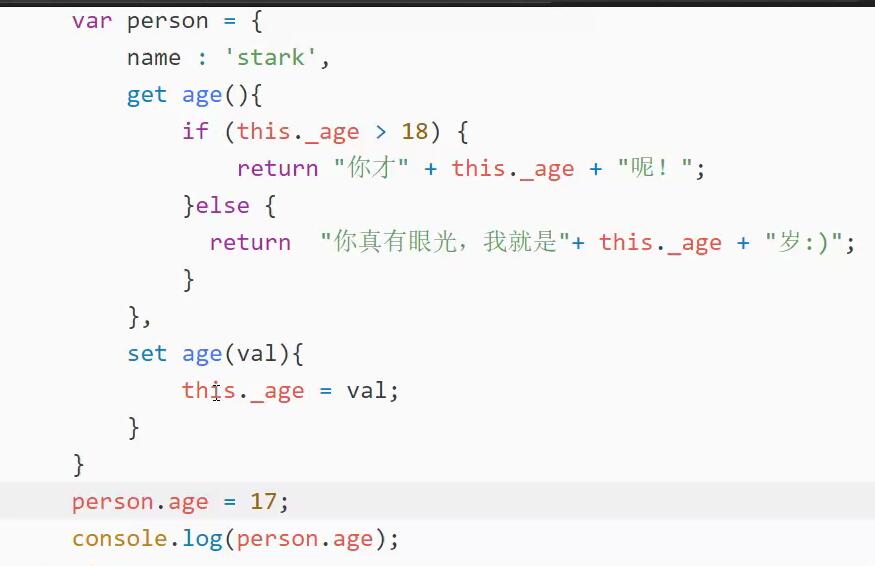 var person = {
name : 'stark',
get age(){
if (this._age > 18) {
return "你才" + this._age + "呢！";
}else {
return  "你真有眼光，我就是"+ this._age + "岁:)";
}
},
set age(val){
this._age = val;
}
}
person.age = 17;
console.log(person.age);